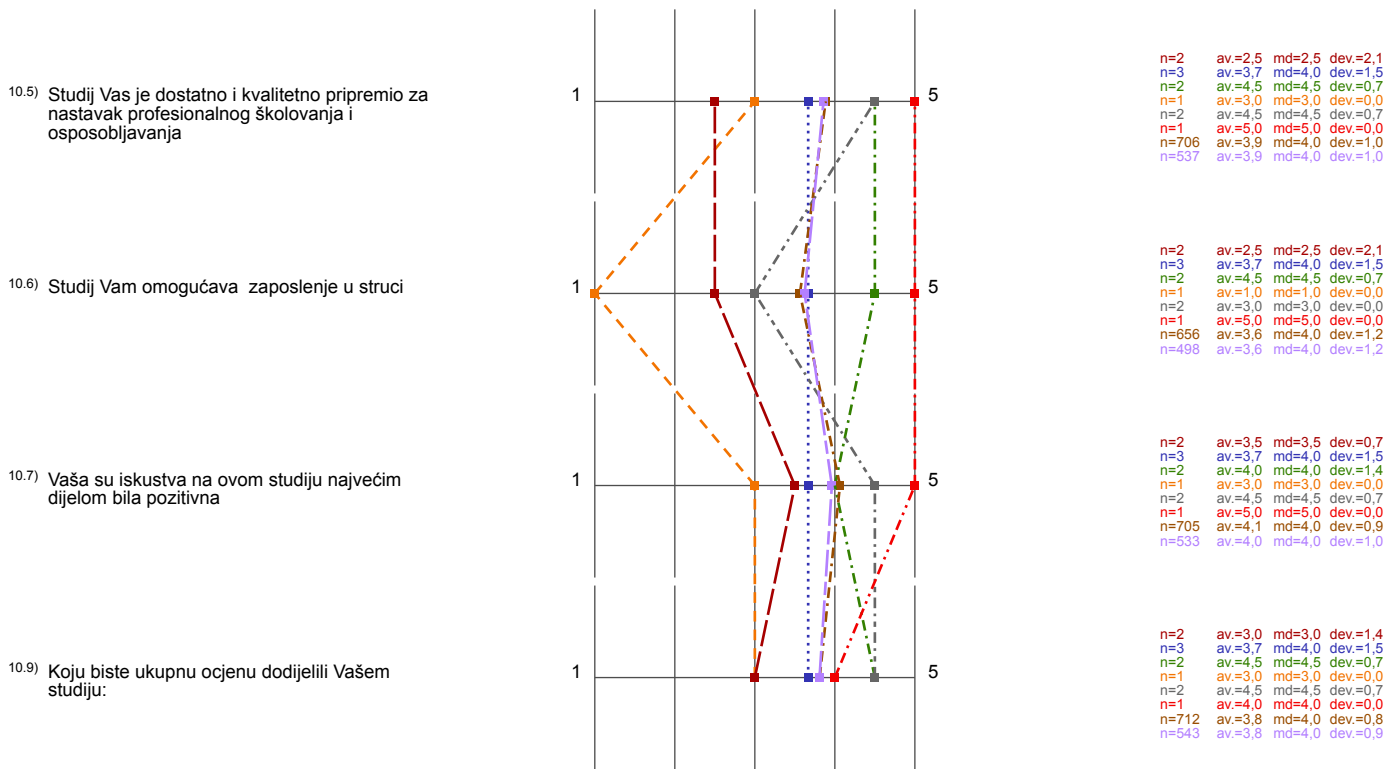 10.5) Studij Vas je dostatno i kvalitetno pripremio za
nastavak profesionalnog školovanja i
osposobljavanja
1
5
n=2 av.=2,5 md=2,5 dev.=2,1
n=3 av.=3,7 md=4,0 dev.=1,5
n=2 av.=4,5 md=4,5 dev.=0,7
n=1 av.=3,0 md=3,0 dev.=0,0
n=2 av.=4,5 md=4,5 dev.=0,7
n=1 av.=5,0 md=5,0 dev.=0,0
n=706 av.=3,9 md=4,0 dev.=1,0
n=537 av.=3,9 md=4,0 dev.=1,0
10.6) Studij Vam omogućava zaposlenje u struci
1
5
n=2 av.=2,5 md=2,5 dev.=2,1
n=3 av.=3,7 md=4,0 dev.=1,5
n=2 av.=4,5 md=4,5 dev.=0,7
n=1 av.=1,0 md=1,0 dev.=0,0
n=2 av.=3,0 md=3,0 dev.=0,0
n=1 av.=5,0 md=5,0 dev.=0,0
n=656 av.=3,6 md=4,0 dev.=1,2
n=498 av.=3,6 md=4,0 dev.=1,2
10.7) Vaša su iskustva na ovom studiju najvećim
dijelom bila pozitivna
1
5
n=2 av.=3,5 md=3,5 dev.=0,7
n=3 av.=3,7 md=4,0 dev.=1,5
n=2 av.=4,0 md=4,0 dev.=1,4
n=1 av.=3,0 md=3,0 dev.=0,0
n=2 av.=4,5 md=4,5 dev.=0,7
n=1 av.=5,0 md=5,0 dev.=0,0
n=705 av.=4,1 md=4,0 dev.=0,9
n=533 av.=4,0 md=4,0 dev.=1,0
10.9) Koju biste ukupnu ocjenu dodijelili Vašem
studiju:
1
5
n=2 av.=3,0 md=3,0 dev.=1,4
n=3 av.=3,7 md=4,0 dev.=1,5
n=2 av.=4,5 md=4,5 dev.=0,7
n=1 av.=3,0 md=3,0 dev.=0,0
n=2 av.=4,5 md=4,5 dev.=0,7
n=1 av.=4,0 md=4,0 dev.=0,0
n=712 av.=3,8 md=4,0 dev.=0,8
n=543 av.=3,8 md=4,0 dev.=0,9